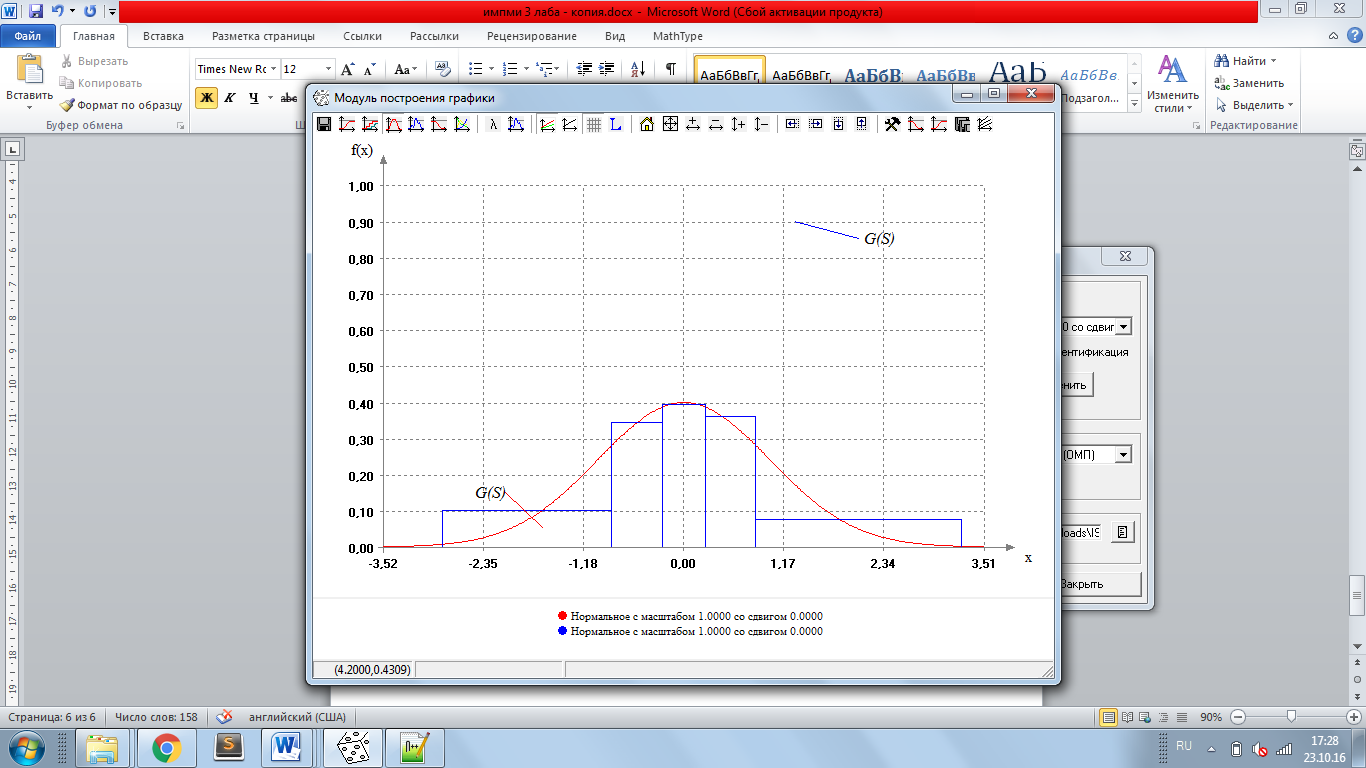 импми 3 лаба - копия.docx - Microsoft Word (Сбой активации продукта)
Файл Главная Вставка Разметка страницы Ссылки Рассылки Рецензирование Вид MathType
Вставить
Вырезать
Копировать
Формат по образцу
Буфер обмена
Times New Ro 12
Ж К Ч abc
АаБбВвГг, АаБбВвГг, АаБбВ АаБбВв АаБ АаБбВв.
Подзагол...
Изменить стили
Найти
Заменить
Выделить
Редактирование
Модуль построения графики
f(x)
1,00
0,90
G(S)
0,80
0,70
0,60
0,50
0,40
0,30
0,20
G(S)
0,10
0,00
-3,52 -2,35 -1,18 0,00 1,17 2,34 3,51
x
Нормальное с масштабом 1.0000 со сдвигом 0.0000
Нормальное с масштабом 1.0000 со сдвигом 0.0000
(4.2000,0.4309)
0 со сдвиг
ентификация
нить
(ОМП)
loads\IS
Закрыть
Страница: 6 из 6 Число слов: 158 английский (США) 90%
RU 17:28
23.10.16